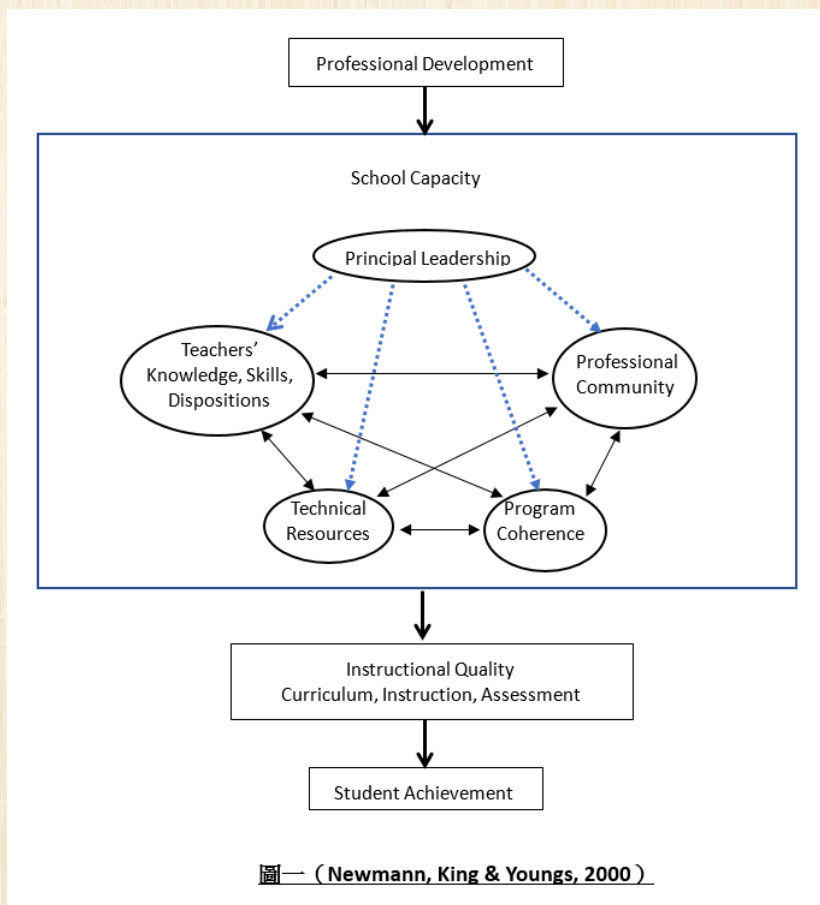 Professional Development
School Capacity
Principal Leadership
Teachers’
Knowledge, Skills,
Dispositions
Professional
Community
Technical
Resources
Program
Coherence
Instructional Quality
Curriculum, Instruction, Assessment
Student Achievement
圖一（Newmann, King & Youngs, 2000）